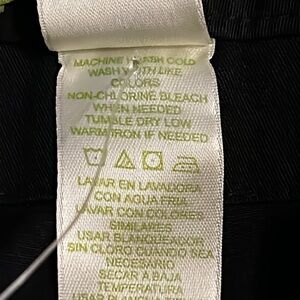 MACHINE WASH COLD
WASH WITH LIKE
COLORS
NON-CHLORINE BLEACH
WHEN NEEDED
TUMBLE DRY LOW
WARM IRON IF NEEDED
LAVAR EN LAVADORA
CON AGUA FRIA
LAVAR CON COLORES
SIMILARES
USAR BLANQUEADOR
SIN CLORO CUANDO SEA
NECESARIO
SECAR A BAJA
TEMPERATURA
USAR PLANCHA